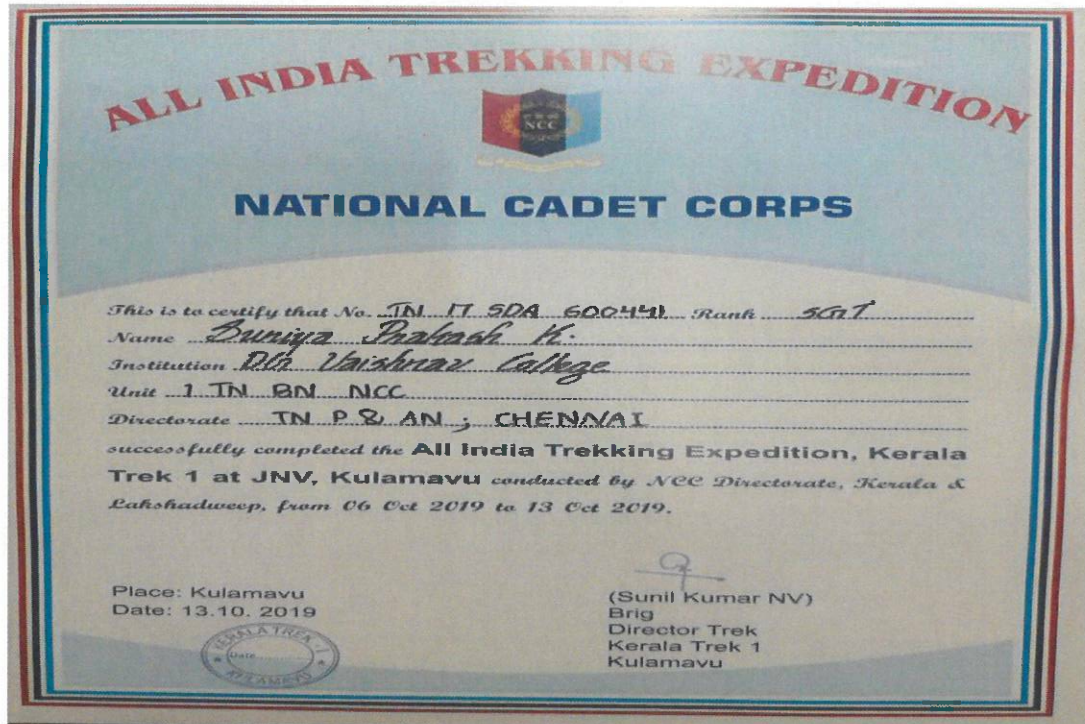 ALL INDIA TREKKING EXPEDITION
NCC
NATIONAL CADET CORPS
This is to certify that No. TN 17 SDA 600441 Rank SGT
Name Suniya Prakash K.
Institution DG Vaishnav College
Unit 1 TN BN NCC
Directorate TN P & AN ; CHENNAI
successfully completed the All India Trekking Expedition, Kerala
Trek 1 at JNV, Kulamavu conducted by NCC Directorate, Kerala &
Lakshadweep, from 06 Oct 2019 to 13 Oct 2019.
Place: Kulamavu
Date: 13.10. 2019
(Sunil Kumar NV)
Brig
Director Trek
Kerala Trek 1
Kulamavu
KERALA TREK - I
Date
KULAMAVU